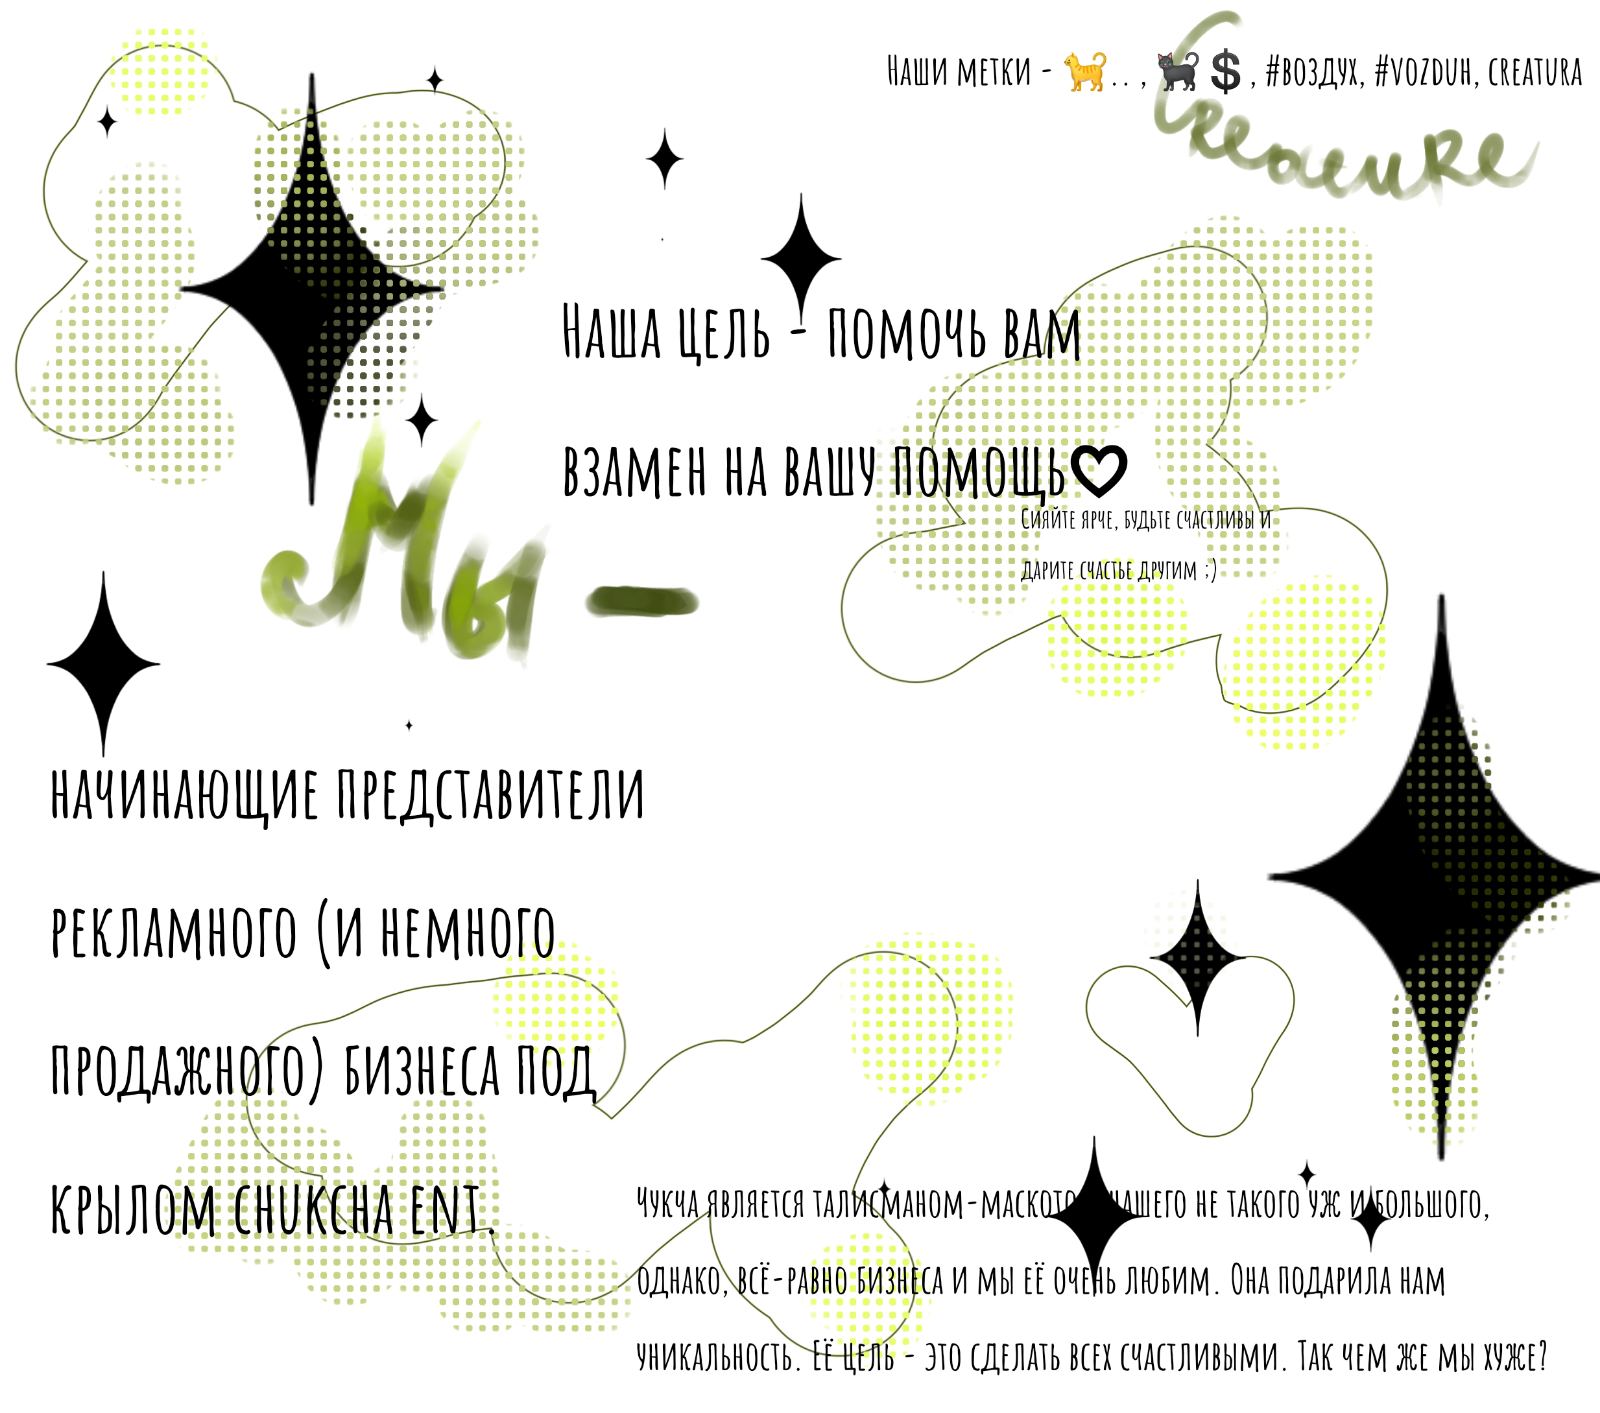 Наши метки - 🐈.., 🐈‍⬛💲, #воздух, #vozduh, creatura
Creature
Наша цель - помочь вам
взамен на вашу помощь♡
Сияйте ярче, будьте счастливы и
дарите счастье другим ;)
Мы –
начинающие представители
рекламного (и немного
продажного) бизнеса под
крылом chukcha ent.
Чукча является талисманом-маскотом нашего не такого уж и большого,
однако, всё-равно бизнеса и мы её очень любим. Она подарила нам
уникальность. Её цель - это сделать всех счастливыми. Так чем же мы хуже?